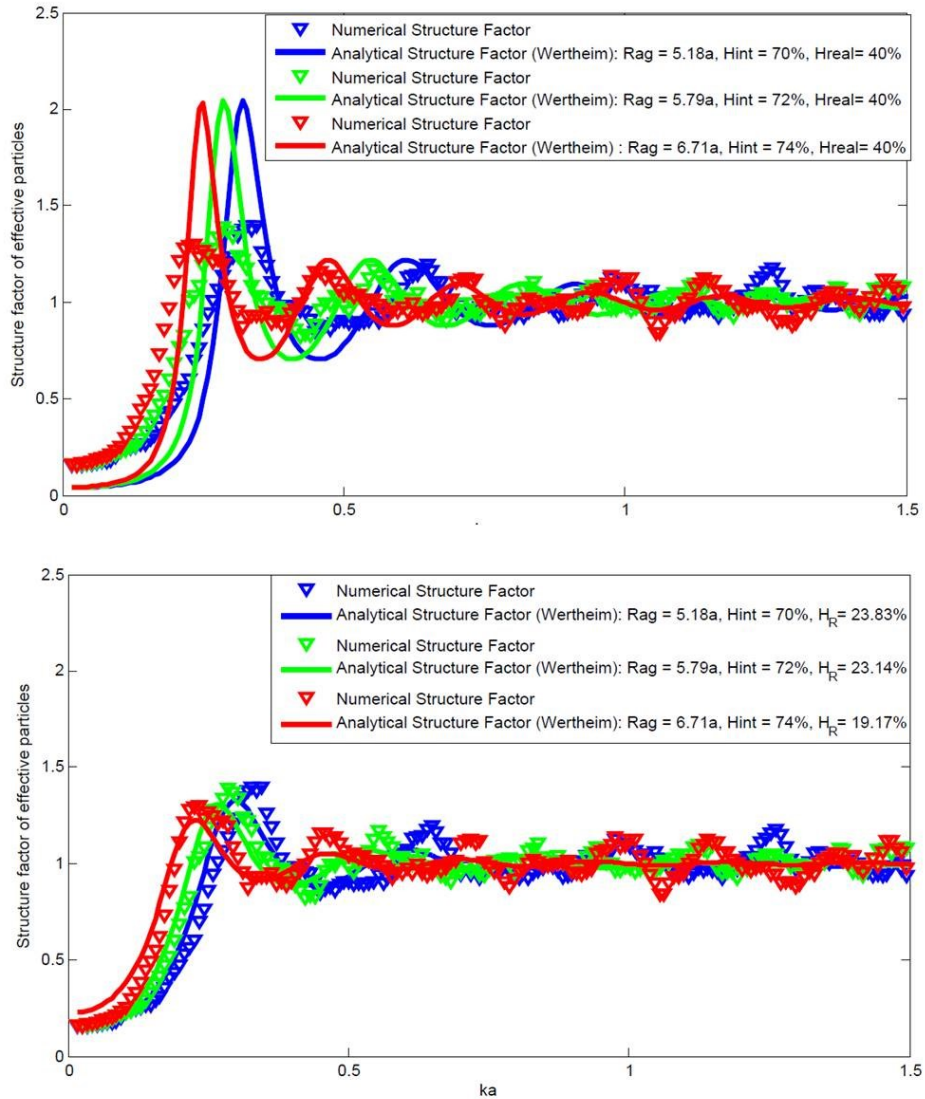 2.5
Numerical Structure Factor
Analytical Structure Factor (Wertheim): Rag = 5.18a, Hint = 70%, Hreal= 40%
Numerical Structure Factor
Analytical Structure Factor (Wertheim): Rag = 5.79a, Hint = 72%, Hreal= 40%
Numerical Structure Factor
Analytical Structure Factor (Wertheim) : Rag = 6.71a, Hint = 74%, Hreal= 40%
2
1.5
1
0.5
0
Structure factor of effective particles
0
0.5
1
1.5
2.5
Numerical Structure Factor
Analytical Structure Factor (Wertheim): Rag = 5.18a, Hint = 70%, H_R= 23.83%
Numerical Structure Factor
Analytical Structure Factor (Wertheim): Rag = 5.79a, Hint = 72%, H_R= 23.14%
Numerical Structure Factor
Analytical Structure Factor (Wertheim): Rag = 6.71a, Hint = 74%, H_R= 19.17%
2
1.5
1
0.5
0
Structure factor of effective particles
0
0.5
1
1.5
ka